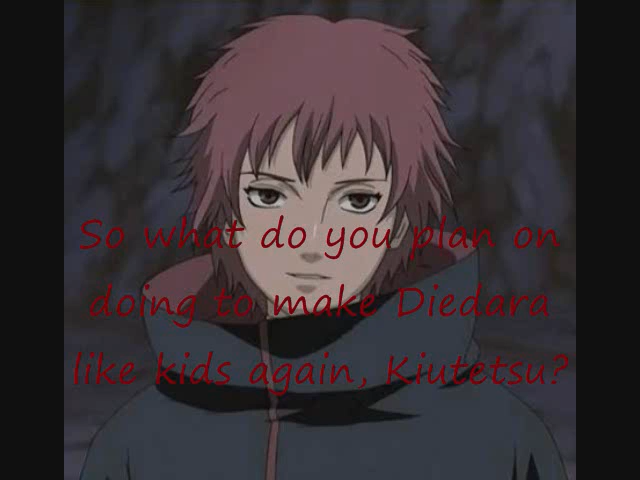 So what do you plan on
doing to make Diedara
like kids again, Kiutetsu?